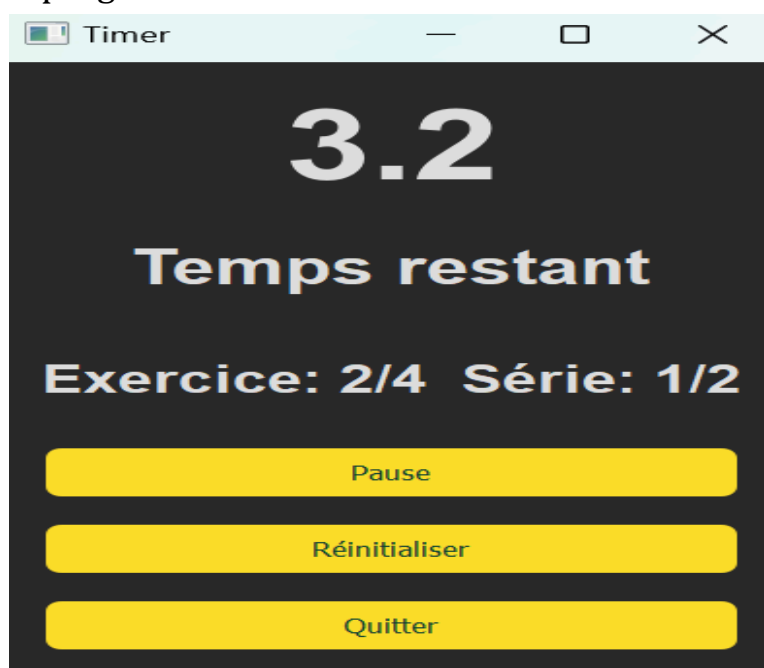 Timer
3.2
Temps restant
Exercice: 2/4 Série: 1/2
Pause
Réinitialiser
Quitter